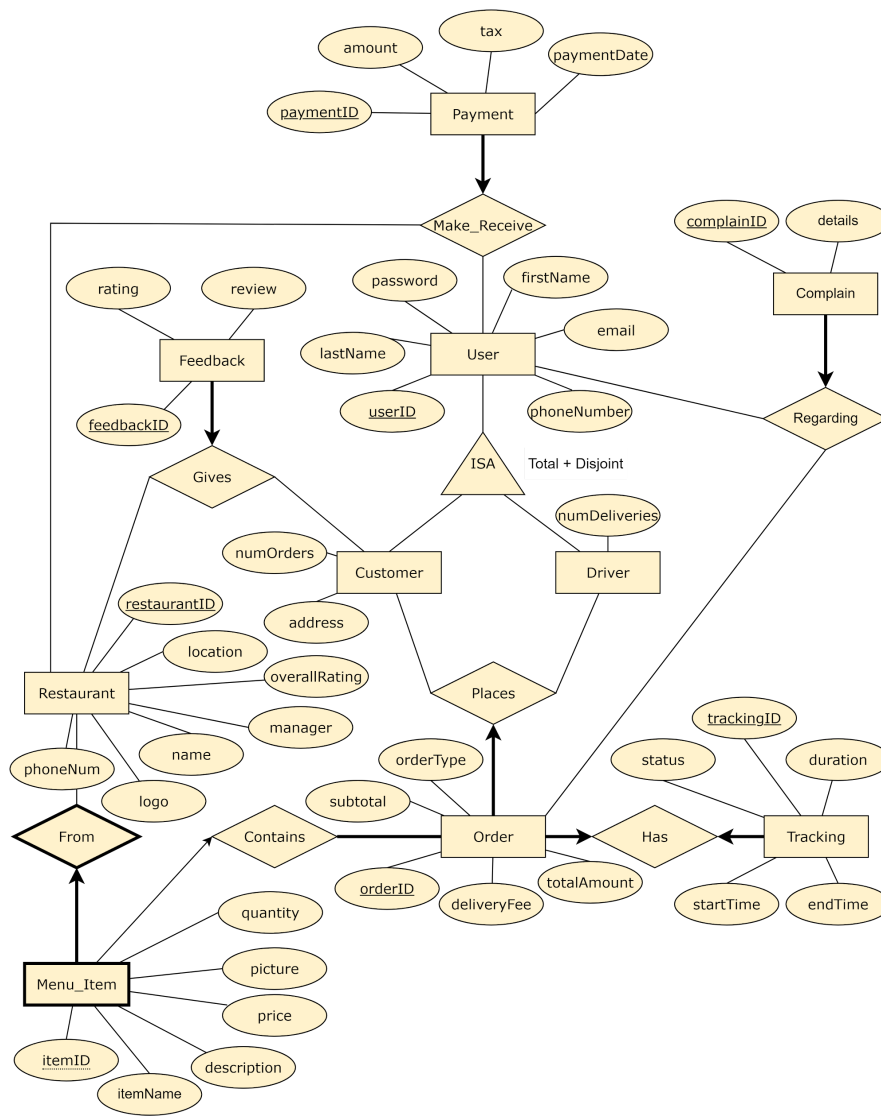 tax
amount
paymentDate
paymentID
Payment
Make_Receive
complainID
details
Complain
rating
review
Feedback
feedbackID
password
firstName
lastName
email
User
userID
phoneNumber
Regarding
Gives
ISA
Total + Disjoint
numOrders
Customer
address
numDeliveries
Driver
restaurantID
location
overallRating
Restaurant
manager
name
phoneNum
logo
Places
From
Contains
orderType
subtotal
Order
orderID
deliveryFee
totalAmount
Has
trackingID
status
duration
Tracking
startTime
endTime
quantity
picture
Menu_Item
price
itemID
description
itemName